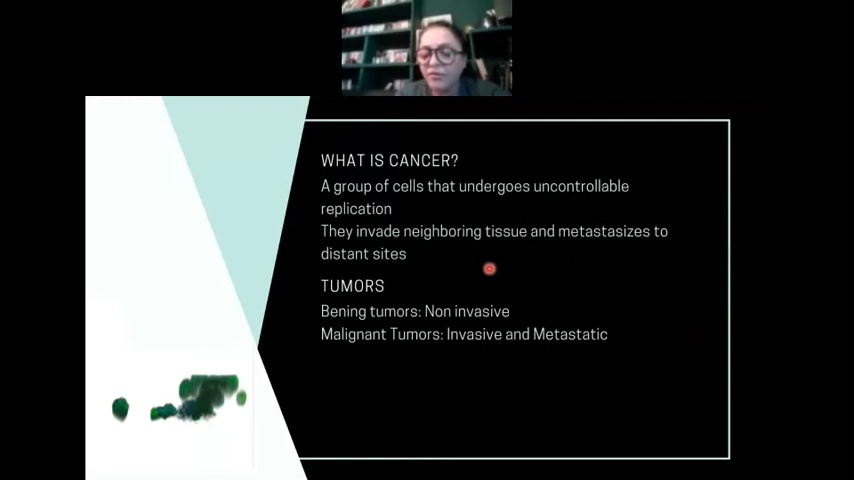 WHAT IS CANCER?
A group of cells that undergoes uncontrollable
replication
They invade neighboring tissue and metastasizes to
distant sites
TUMORS
Bening tumors: Non invasive
Malignant Tumors: Invasive and Metastatic